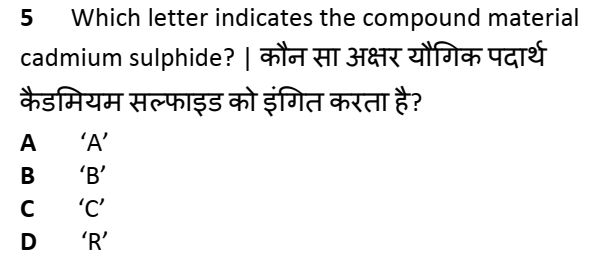 5 Which letter indicates the compound material
cadmium sulphide? | कौन सा अक्षर यौगिक पदार्थ
कैडमियम सल्फाइड को इंगित करता है?
A ‘A’
B ‘B’
C ‘C’
D ‘R’